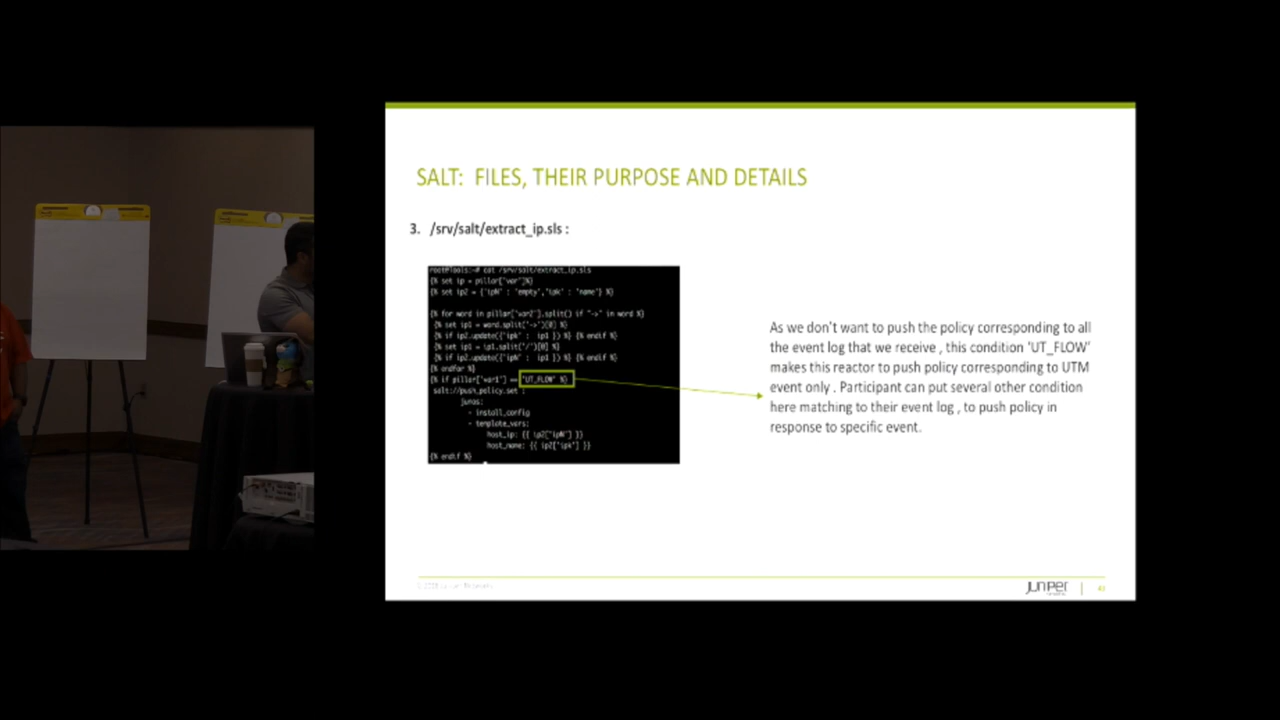 SALT: FILES, THEIR PURPOSE AND DETAILS
3. /srv/salt/extract_ip.sls :
root@tools:~# cat /srv/salt/extract_ip.sls
{% set ip = pillar['var']%}
{% set ip2 = {'ipN' : 'empty','ipk' : 'name'} %}
{% for word in pillar['var2'].split() if "->" in word %}
{% set ip1 = word.split('->')[0] %}
{% if ip2.update({'ipk' : ip1 }) %} {% endif %}
{% set ip1 = ip1.split('/')[0] %}
{% if ip2.update({'ipN' : ip1 }) %} {% endif %}
{% endfor %}
{% if pillar['var1'] == "UT_FLOW" %}
salt://push_policy.set :
junos:
- install_config
- template_vars:
host_ip: {{ ip2['ipN'] }}
host_name: {{ ip2['ipk'] }}
{% endif %}
As we don't want to push the policy corresponding to all
the event log that we receive , this condition 'UT_FLOW'
makes this reactor to push policy corresponding to UTM
event only . Participant can put several other condition
here matching to their event log , to push policy in
response to specific event.
JUNIPER